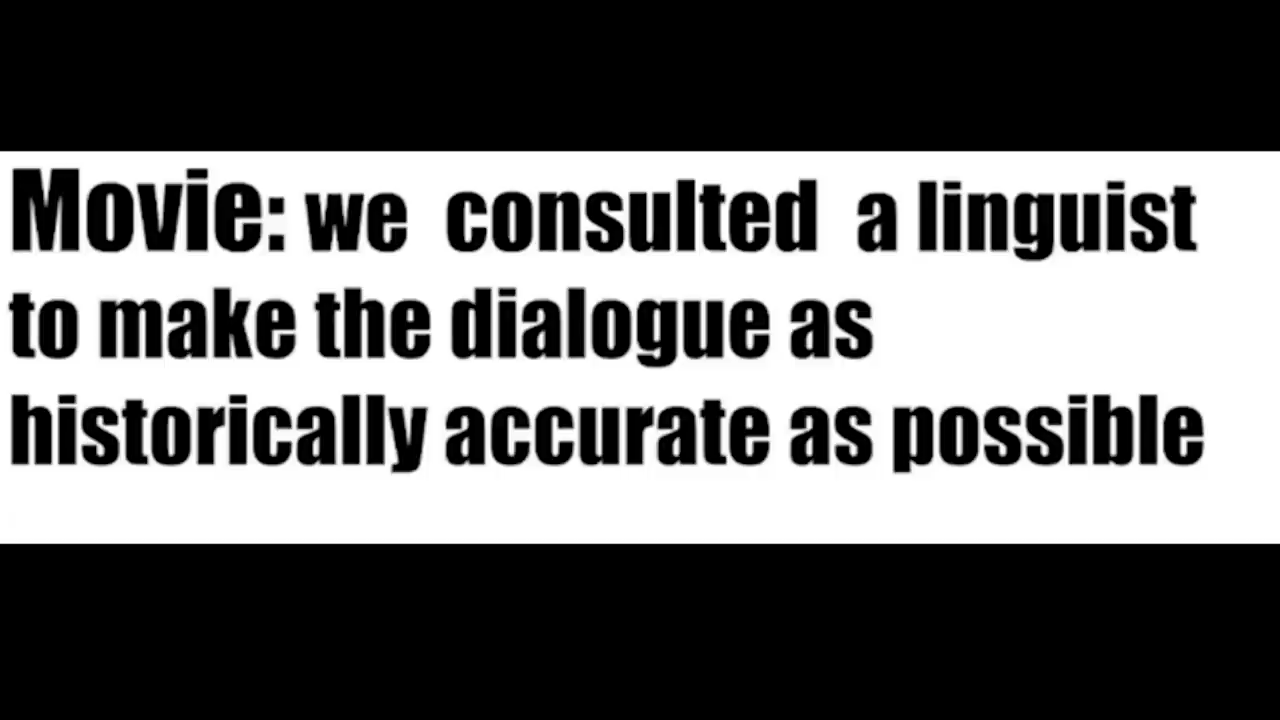 Movie: we consulted a linguist
to make the dialogue as
historically accurate as possible